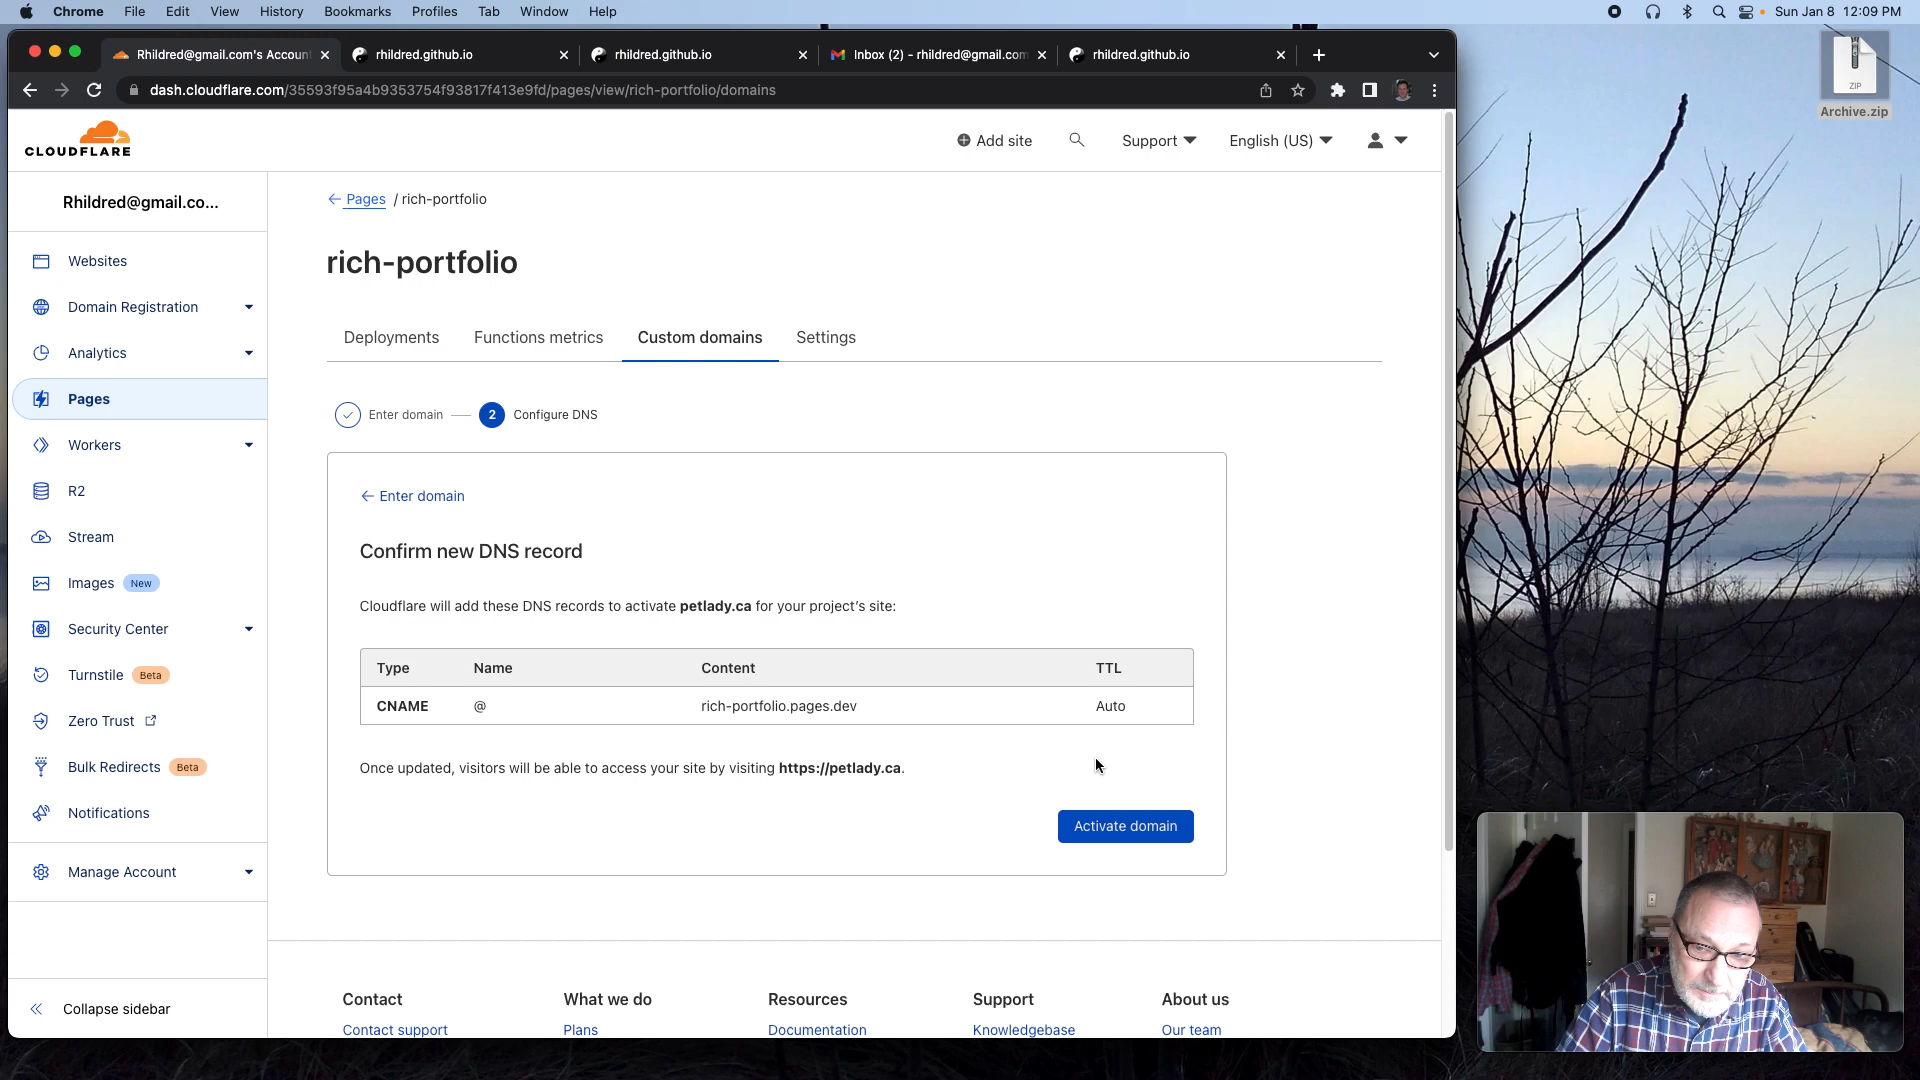 Chrome File Edit View History Bookmarks Profiles Tab Window Help Sun Jan 8 12:09 PM
Rhildred@gmail.com's Account rhildred.github.io rhildred.github.io Inbox (2) - rhildred@gmail.com rhildred.github.io
dash.cloudflare.com/35593f95a4b9353754f93817f413e9fd/pages/view/rich-portfolio/domains
ZIP
Archive.zip
CLOUDFLARE
Add site Support English (US)
Rhildred@gmail.co...
Websites
Domain Registration
Analytics
Pages
Workers
R2
Stream
Images New
Security Center
Turnstile Beta
Zero Trust
Bulk Redirects Beta
Notifications
Manage Account
Collapse sidebar
← Pages / rich-portfolio
rich-portfolio
Deployments Functions metrics Custom domains Settings
Enter domain 2 Configure DNS
← Enter domain
Confirm new DNS record
Cloudflare will add these DNS records to activate petlady.ca for your project's site:
Type Name Content TTL
CNAME @ rich-portfolio.pages.dev Auto
Once updated, visitors will be able to access your site by visiting https://petlady.ca.
Activate domain
Contact What we do Resources Support About us
Contact support Plans Documentation Knowledgebase Our team